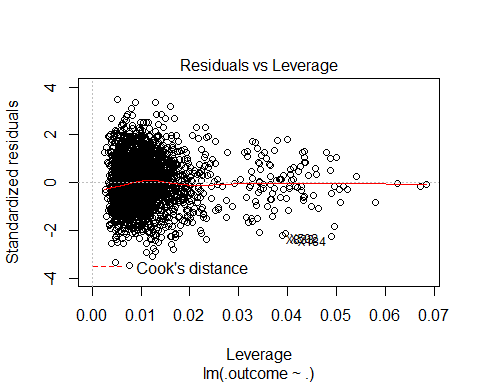 Residuals vs Leverage
Standardized residuals
4
2
0
-2
-4
Cook's distance
0.00 0.01 0.02 0.03 0.04 0.05 0.06 0.07
Leverage
lm(.outcome ~ .)